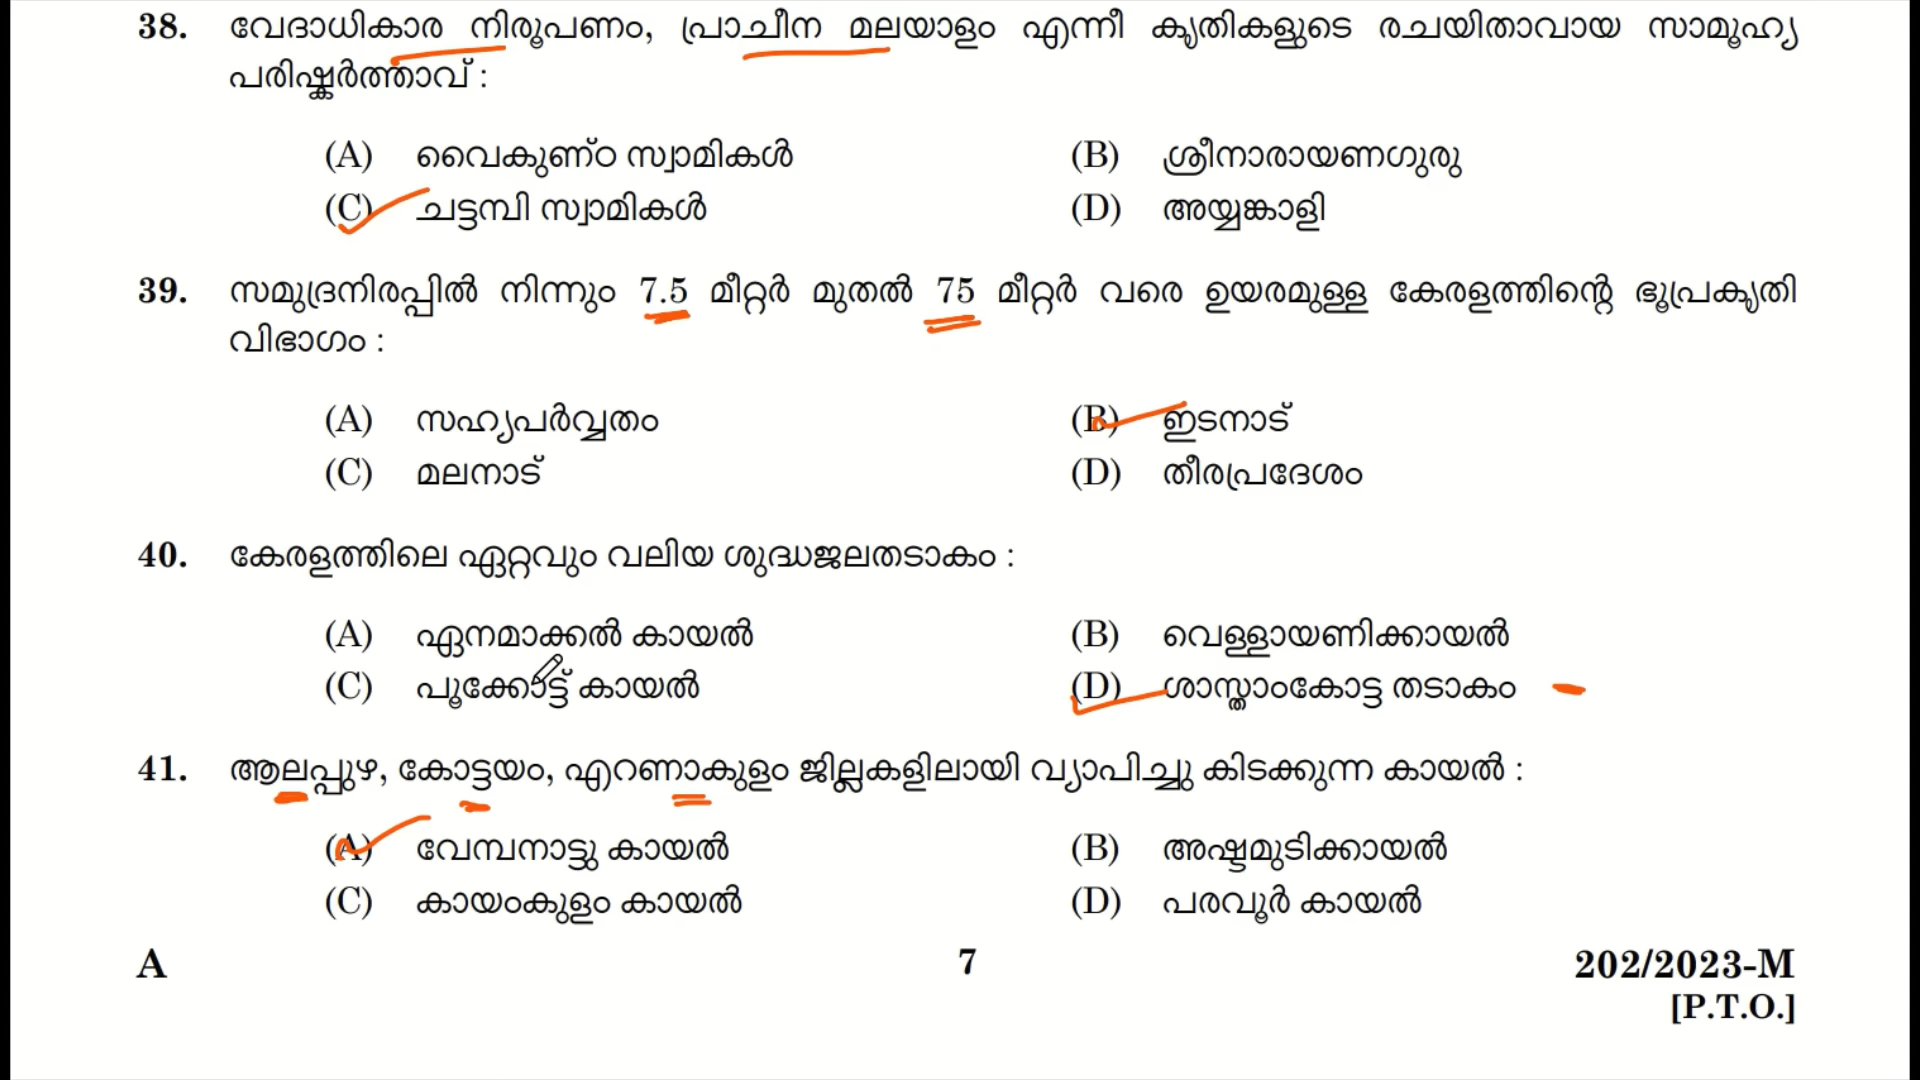 38. വേദാധികാര നിരൂപണം, പ്രാചീന മലയാളം എന്നീ കൃതികളുടെ രചയിതാവായ സാമൂഹ്യ
പരിഷ്കർത്താവ് :
(A) വൈകുണ്ഠ സ്വാമികൾ (B) ശ്രീനാരായണഗുരു
(C) ചട്ടമ്പി സ്വാമികൾ (D) അയ്യങ്കാളി
39. സമുദ്രനിരപ്പിൽ നിന്നും 7.5 മീറ്റർ മുതൽ 75 മീറ്റർ വരെ ഉയരമുള്ള കേരളത്തിന്റെ ഭൂപ്രകൃതി
വിഭാഗം :
(A) സഹ്യപർവ്വതം (B) ഇടനാട്
(C) മലനാട് (D) തീരപ്രദേശം
40. കേരളത്തിലെ ഏറ്റവും വലിയ ശുദ്ധജലതടാകം :
(A) ഏനമാക്കൽ കായൽ (B) വെള്ളായണിക്കായൽ
(C) പൂക്കോട്ട് കായൽ (D) ശാസ്താംകോട്ട തടാകം
41. ആലപ്പുഴ, കോട്ടയം, എറണാകുളം ജില്ലകളിലായി വ്യാപിച്ചു കിടക്കുന്ന കായൽ :
(A) വേമ്പനാട്ടു കായൽ (B) അഷ്ടമുടിക്കായൽ
(C) കായംകുളം കായൽ (D) പരവൂർ കായൽ
A 7 202/2023-M
[P.T.O.]